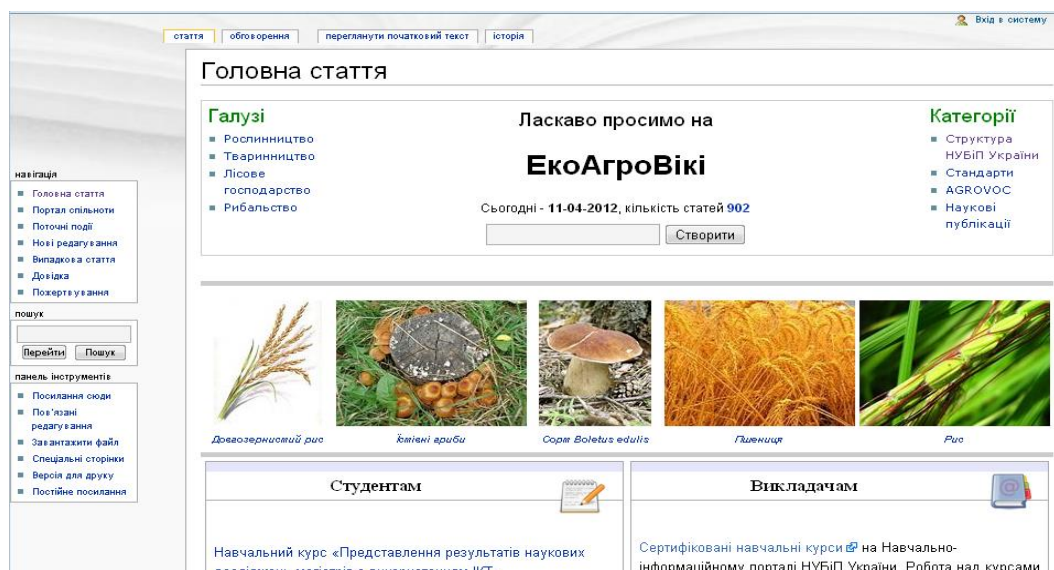 Вхід в систему
стаття
обговорення
переглянути початковий текст
історія
Головна стаття
Галузі
Рослинництво
Тваринництво
Лісове
господарство
Рибальство
Ласкаво просимо на
ЕкоАгроВікі
Сьогодні - 11-04-2012, кількість статей 902
Створити
Категорії
Структура
НУБіП України
Стандарти
AGROVOC
Наукові
публікації
навігація
Головна стаття
Портал спільноти
Поточні події
Нові редагування
Випадкова стаття
Довідка
Пожертвування
пошук
Перейти
Пошук
панель інструментів
Посилання сюди
Пов'язані
редагування
Завантажити файл
Спеціальні сторінки
Версія для друку
Постійне посилання
Довгозернистий рис
Їстівні гриби
Сорт Boletus edulis
Пшениця
Рис
Студентам
Навчальний курс «Представлення результатів наукових
Викладачам
Сертифіковані навчальні курси на Навчально-
інформаційному порталі НУБіП України. Робота над курсами